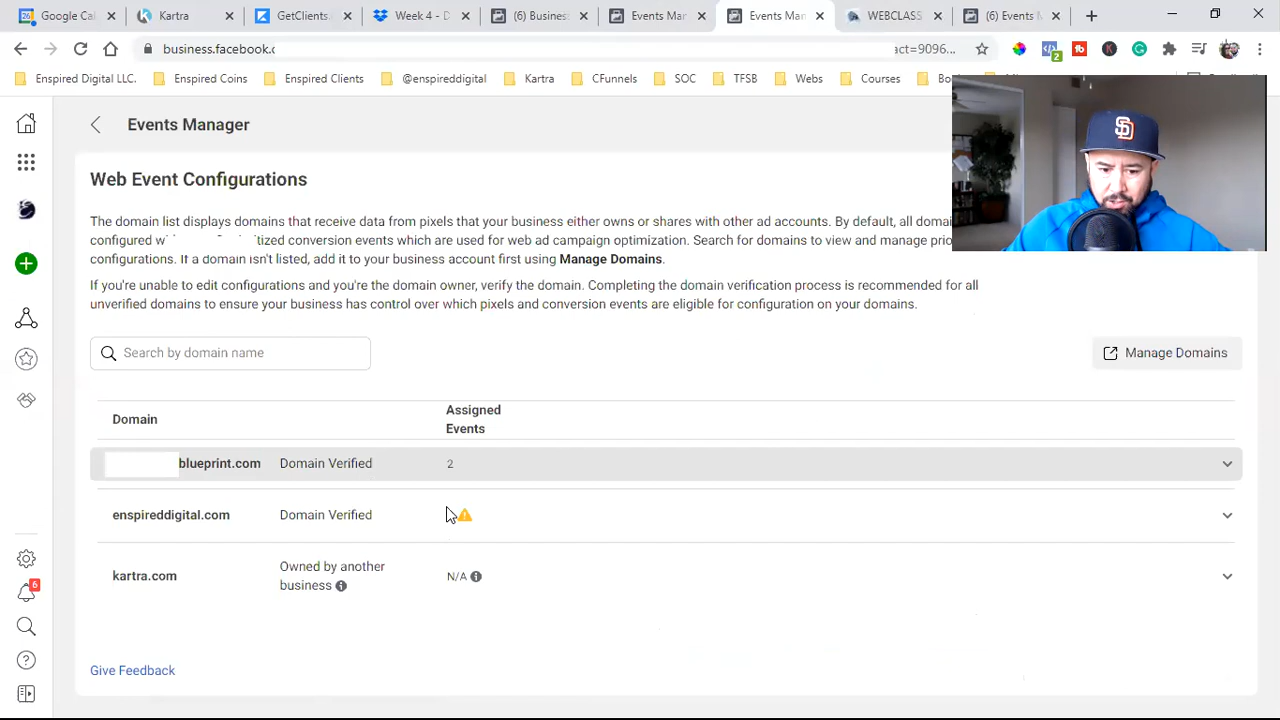 26 Google Cal
Kartra
GetClients.
Week 4 - D
(6) Busines
Events Man
Events Man
WEBCLASS
(6) Events M
business.facebook.c
act=9096...
2
Enspired Digital LLC.
Enspired Coins
Enspired Clients
@enspireddigital
Kartra
CFunnels
SOC
TFSB
Webs
Courses
Events Manager
Web Event Configurations
The domain list displays domains that receive data from pixels that your business either owns or shares with other ad accounts. By default, all domai
configured conversion events which are used for web ad campaign optimization. Search for domains to view and manage prio
configurations. If a domain isn't listed, add it to your business account first using Manage Domains.
If you're unable to edit configurations and you're the domain owner, verify the domain. Completing the domain verification process is recommended for all
unverified domains to ensure your business has control over which pixels and conversion events are eligible for configuration on your domains.
Search by domain name
Manage Domains
Domain
Assigned
Events
blueprint.com Domain Verified 2
enspireddigital.com Domain Verified
kartra.com
Owned by another
business
N/A
6
Give Feedback
SD